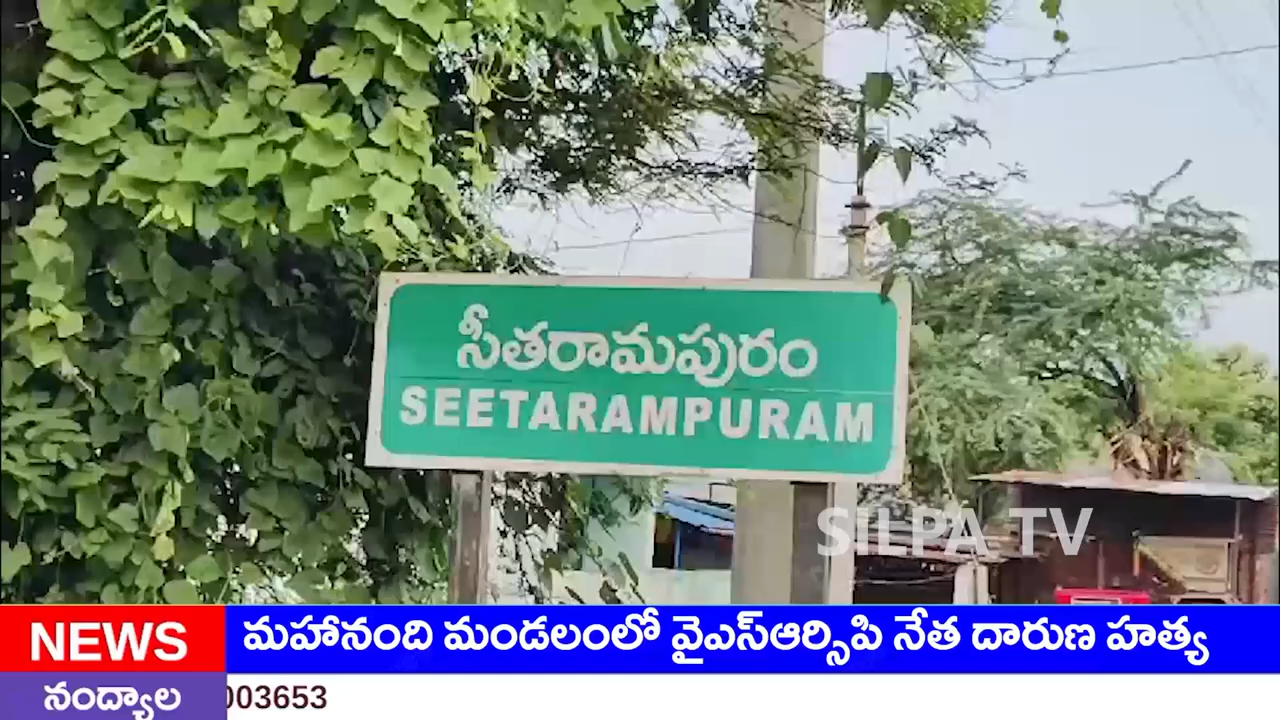 సీతరామపురం
SEETARAMPURAM
SILPA TV
NEWS
మహానంది మండలంలో వైఎస్ఆర్సిపి నేత దారుణ హత్య
నంద్యాల
003653